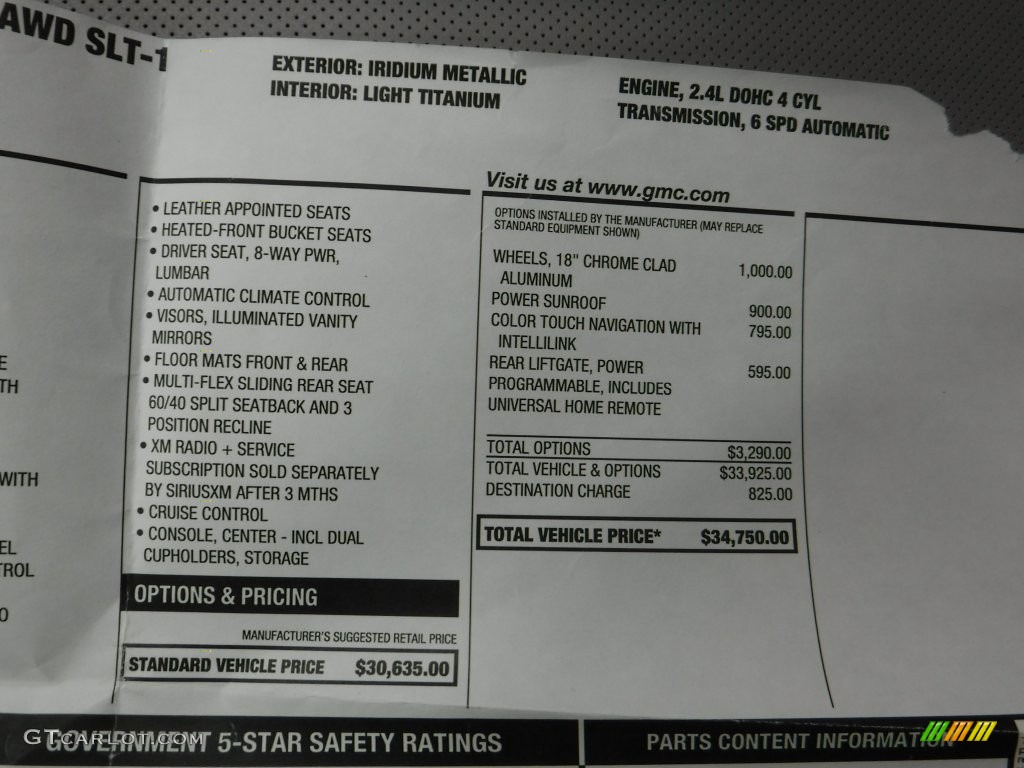 AWD SLT-1
EXTERIOR: IRIDIUM METALLIC
INTERIOR: LIGHT TITANIUM
ENGINE, 2.4L DOHC 4 CYL
TRANSMISSION, 6 SPD AUTOMATIC
E
TH
WITH
EL
TROL
0
• LEATHER APPOINTED SEATS
• HEATED-FRONT BUCKET SEATS
• DRIVER SEAT, 8-WAY PWR,
LUMBAR
• AUTOMATIC CLIMATE CONTROL
• VISORS, ILLUMINATED VANITY
MIRRORS
• FLOOR MATS FRONT & REAR
• MULTI-FLEX SLIDING REAR SEAT
60/40 SPLIT SEATBACK AND 3
POSITION RECLINE
• XM RADIO + SERVICE
SUBSCRIPTION SOLD SEPARATELY
BY SIRIUSXM AFTER 3 MTHS
• CRUISE CONTROL
• CONSOLE, CENTER - INCL DUAL
CUPHOLDERS, STORAGE
OPTIONS & PRICING
MANUFACTURER'S SUGGESTED RETAIL PRICE
STANDARD VEHICLE PRICE $30,635.00
Visit us at www.gmc.com
OPTIONS INSTALLED BY THE MANUFACTURER (MAY REPLACE
STANDARD EQUIPMENT SHOWN)
WHEELS, 18" CHROME CLAD 1,000.00
ALUMINUM
POWER SUNROOF 900.00
COLOR TOUCH NAVIGATION WITH 795.00
INTELLILINK
REAR LIFTGATE, POWER 595.00
PROGRAMMABLE, INCLUDES
UNIVERSAL HOME REMOTE
TOTAL OPTIONS $3,290.00
TOTAL VEHICLE & OPTIONS $33,925.00
DESTINATION CHARGE 825.00
TOTAL VEHICLE PRICE* $34,750.00
GOVERNMENT 5-STAR SAFETY RATINGS
PARTS CONTENT INFORMATION
GTcarlot.com